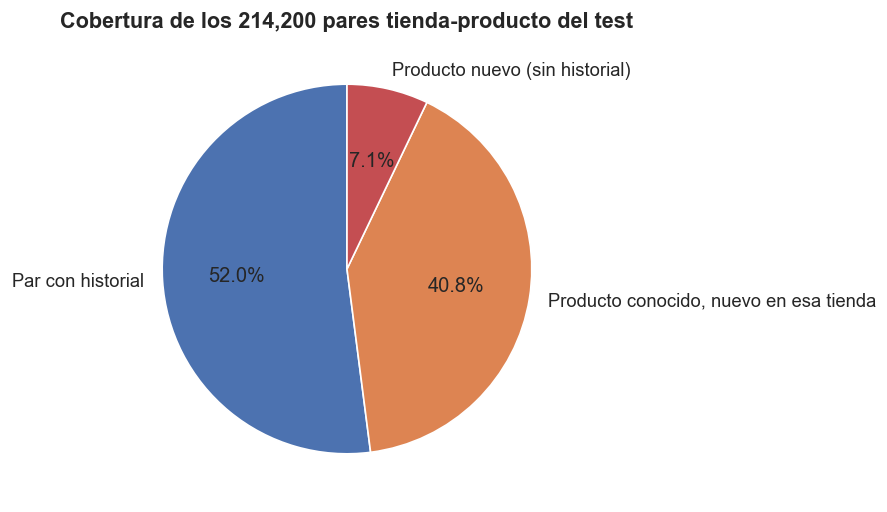 Cobertura de los 214,200 pares tienda-producto del test
Producto nuevo (sin historial)
7.1%
Par con historial
52.0%
40.8%
Producto conocido, nuevo en esa tienda